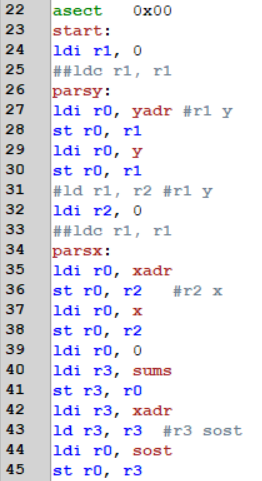 22 asect   0x00
23 start:
24 ldi r1, 0
25 ##ldc r1, r1
26 parsy:
27 ldi r0, yadr #r1 y
28 st r0, r1
29 ldi r0, y
30 st r0, r1
31 #ld r1, r2 #r1 y
32 ldi r2, 0
33 ##ldc r1, r1
34 parsx:
35 ldi r0, xadr
36 st r0, r2   #r2 x
37 ldi r0, x
38 st r0, r2
39 ldi r0, 0
40 ldi r3, sums
41 st r3, r0
42 ldi r3, xadr
43 ld r3, r3  #r3 sost
44 ldi r0, sost
45 st r0, r3